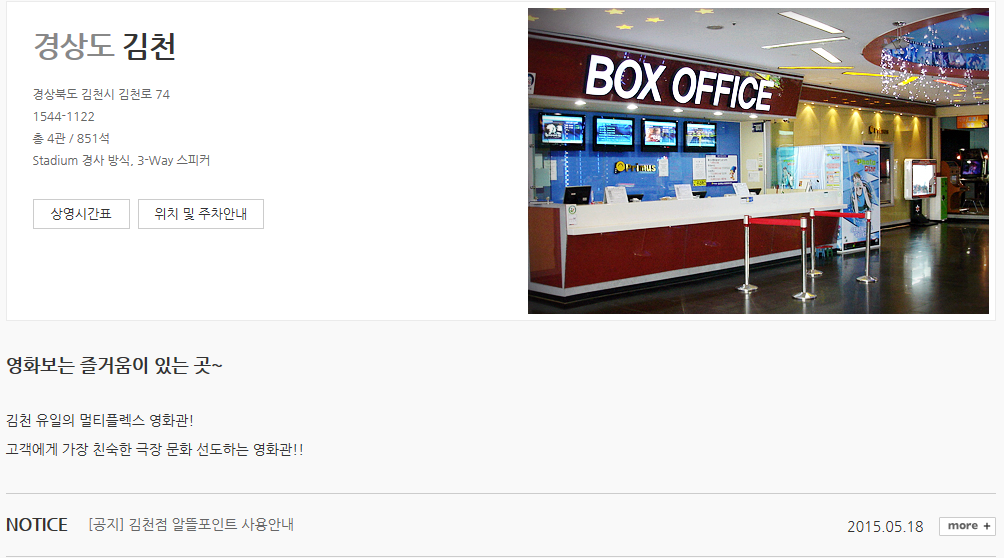 경상도 김천
경상북도 김천시 김천로 74
1544-1122
총 4관 / 851석
Stadium 경사 방식, 3-Way 스피커
상영시간표
위치 및 주차안내
BOX OFFICE
Primus
영화보는 즐거움이 있는 곳~
김천 유일의 멀티플렉스 영화관!
고객에게 가장 친숙한 극장 문화 선도하는 영화관!!
NOTICE [공지] 김천점 알뜰포인트 사용안내 2015.05.18 more +